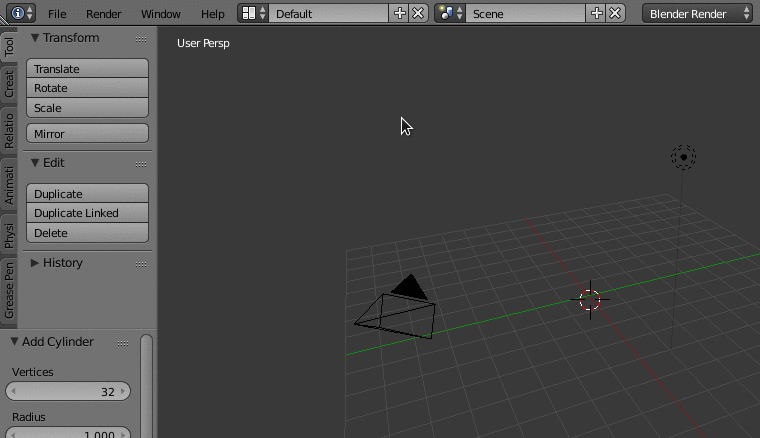 File Render Window Help Default Scene Blender Render
User Persp
Tool
Creat
Relatio
Animati
Physi
Grease Pen
Transform
Translate
Rotate
Scale
Mirror
Edit
Duplicate
Duplicate Linked
Delete
History
Add Cylinder
Vertices
32
Radius
1.000